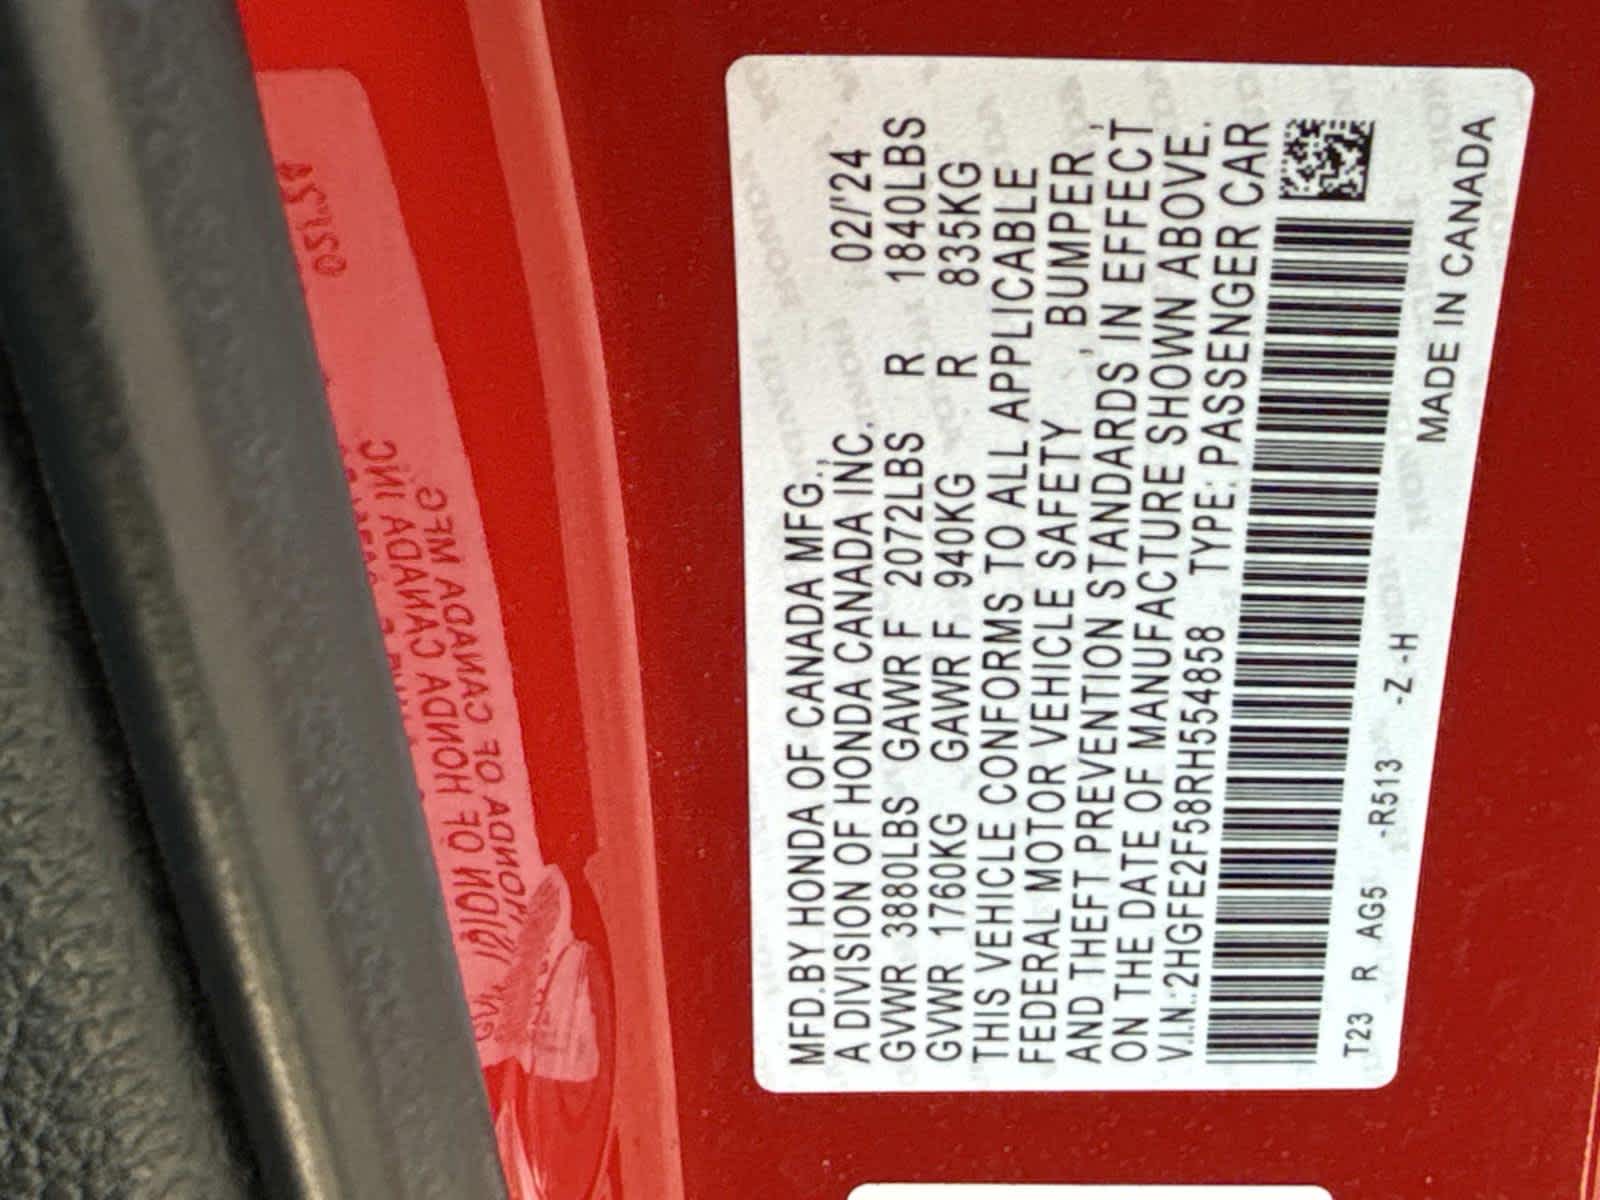 MFD.BY HONDA OF CANADA MFG., 02/'24
A DIVISION OF HONDA CANADA INC.
GVWR 3880LBS GAWR F 2072LBS R 1840LBS
GVWR 1760KG GAWR F 940KG R 835KG
THIS VEHICLE CONFORMS TO ALL APPLICABLE
FEDERAL MOTOR VEHICLE SAFETY , BUMPER ,
AND THEFT PREVENTION STANDARDS IN EFFECT
ON THE DATE OF MANUFACTURE SHOWN ABOVE.
V.I.N.:2HGFE2F58RH554858 TYPE: PASSENGER CAR
T23 R AG5 -R513 -Z -H
MADE IN CANADA